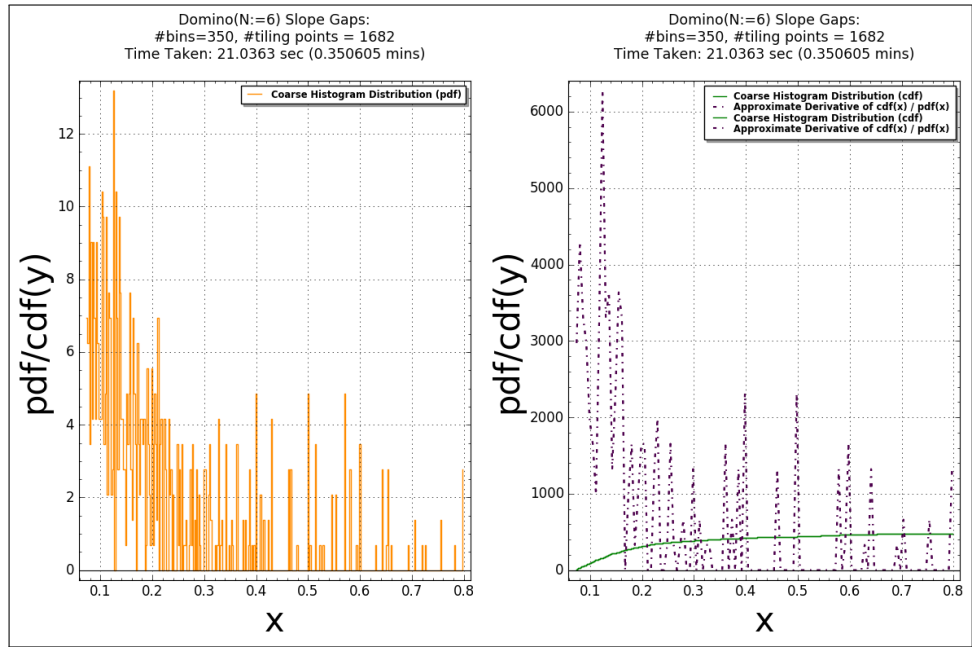 Domino(N:=6) Slope Gaps:
#bins=350, #tiling points = 1682
Time Taken: 21.0363 sec (0.350605 mins)
Coarse Histogram Distribution (pdf)
pdf/cdf(y)
12
10
8
6
4
2
0
0.1 0.2 0.3 0.4 0.5 0.6 0.7 0.8
x
Domino(N:=6) Slope Gaps:
#bins=350, #tiling points = 1682
Time Taken: 21.0363 sec (0.350605 mins)
Coarse Histogram Distribution (cdf)
Approximate Derivative of cdf(x) / pdf(x)
Coarse Histogram Distribution (cdf)
Approximate Derivative of cdf(x) / pdf(x)
pdf/cdf(y)
6000
5000
4000
3000
2000
1000
0
0.1 0.2 0.3 0.4 0.5 0.6 0.7 0.8
x